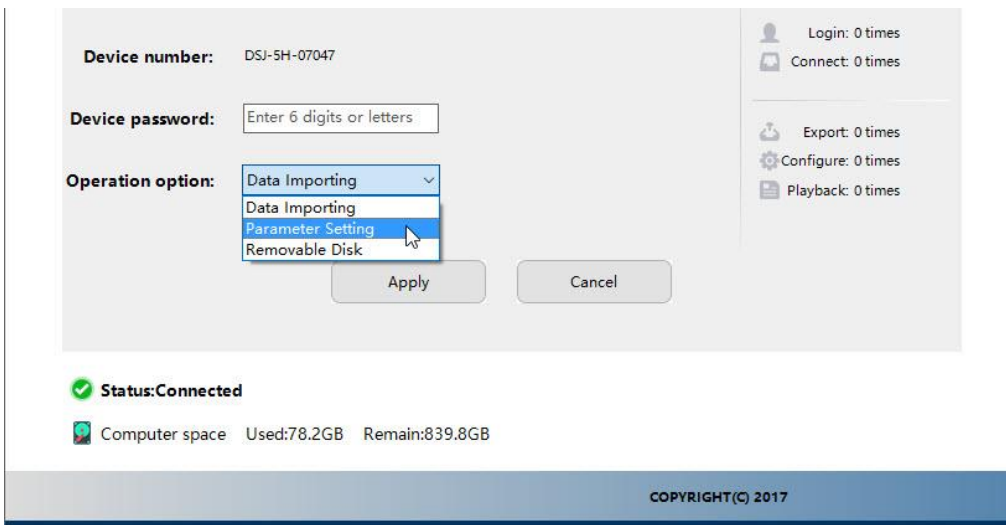 Login: 0 times
Device number: DSJ-5H-07047
Connect: 0 times
Device password: Enter 6 digits or letters
Export: 0 times
Configure: 0 times
Operation option: Data Importing
Playback: 0 times
Data Importing
Parameter Setting
Removable Disk
Apply Cancel
Status:Connected
Computer space Used:78.2GB Remain:839.8GB
COPYRIGHT(C) 2017